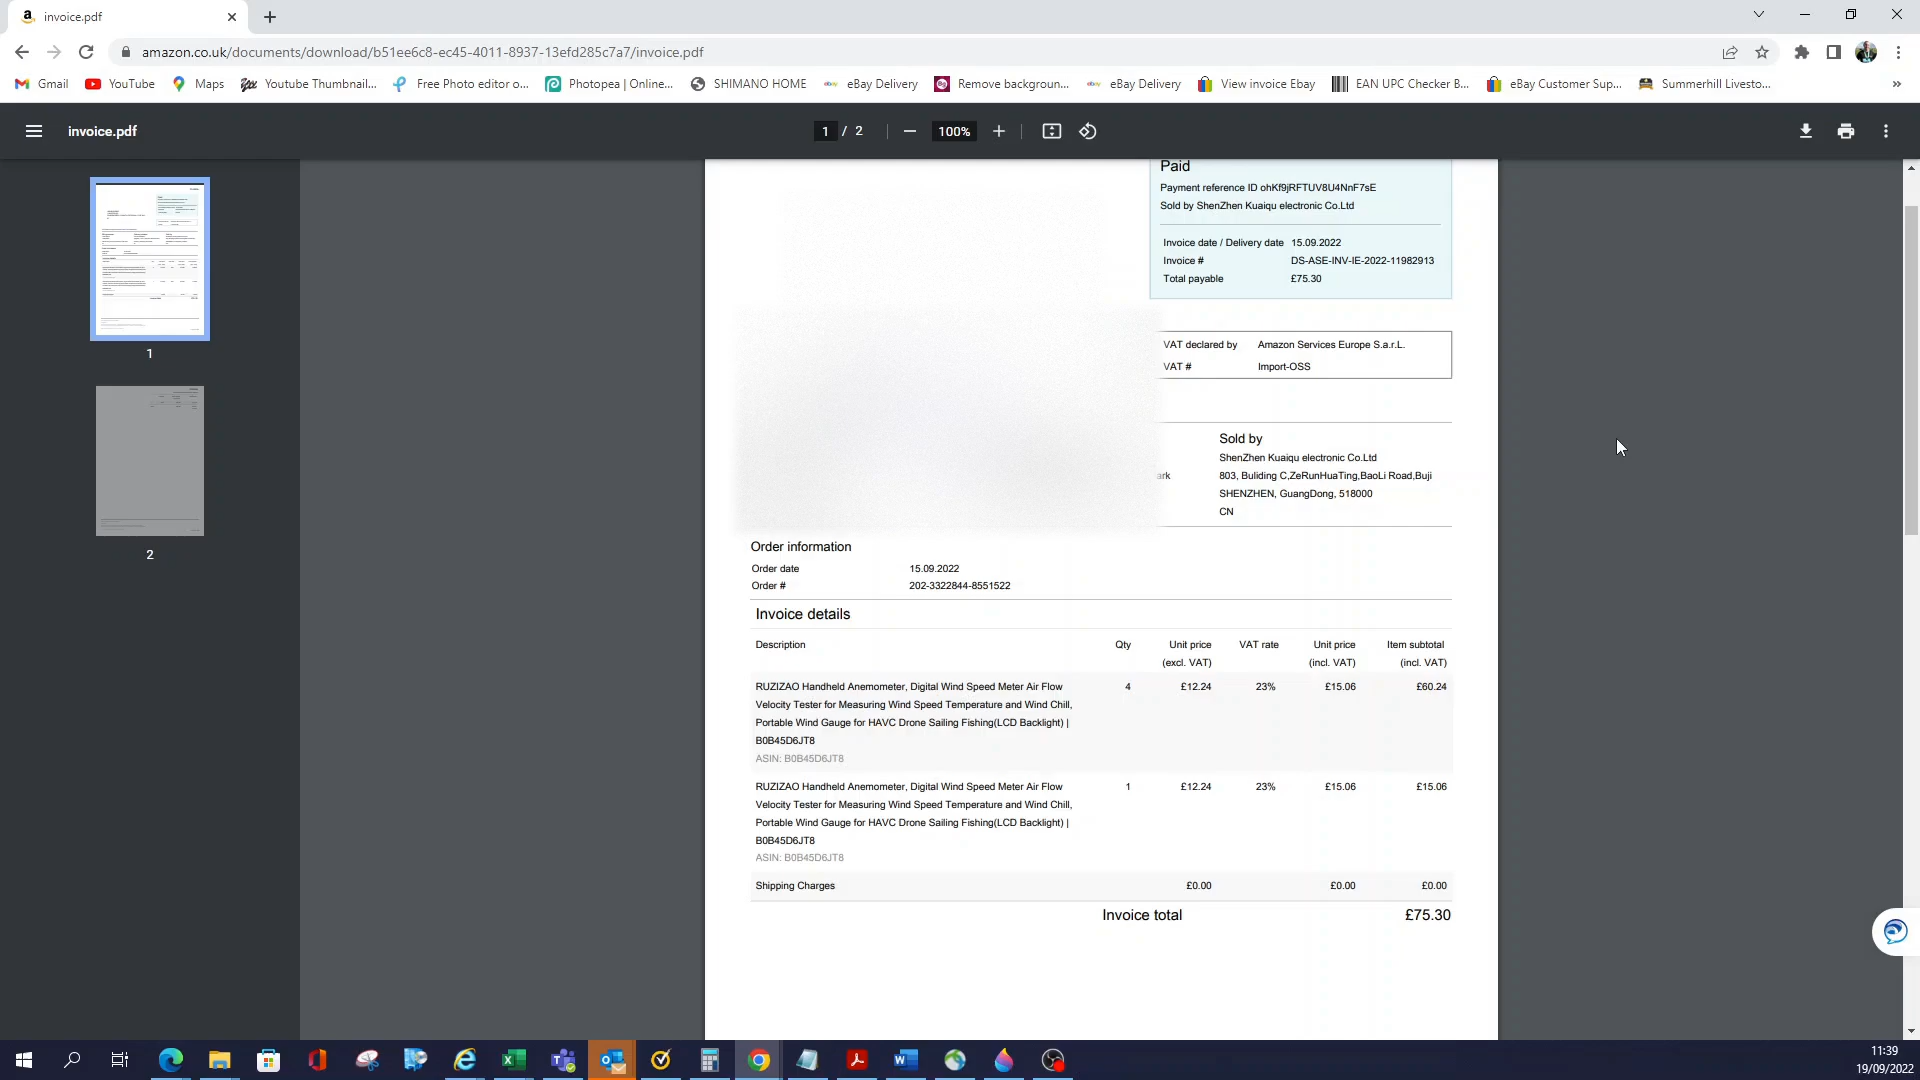 invoice.pdf
amazon.co.uk/documents/download/b51ee6c8-ec45-4011-8937-13efd285c7a7/invoice.pdf
Gmail YouTube Maps Youtube Thumbnail... Free Photo editor o... Photopea | Online... SHIMANO HOME eBay Delivery Remove backgroun... eBay Delivery View invoice Ebay EAN UPC Checker B... eBay Customer Sup... Summerhill Livesto...
invoice.pdf 1 / 2 100%
1
2
Paid
Payment reference ID ohKf9jRFTUV8U4NnF7sE
Sold by ShenZhen Kuaiqu electronic Co.Ltd
Invoice date / Delivery date 15.09.2022
Invoice # DS-ASE-INV-IE-2022-11982913
Total payable £75.30
VAT declared by Amazon Services Europe S.a.r.L.
VAT # Import-OSS
Sold by
ShenZhen Kuaiqu electronic Co.Ltd
ark 803, Buliding C,ZeRunHuaTing,BaoLi Road,Buji
SHENZHEN, GuangDong, 518000
CN
Order information
Order date 15.09.2022
Order # 202-3322844-8551522
Invoice details
Description Qty Unit price VAT rate Unit price Item subtotal
(excl. VAT) (incl. VAT) (incl. VAT)
RUZIZAO Handheld Anemometer, Digital Wind Speed Meter Air Flow 4 £12.24 23% £15.06 £60.24
Velocity Tester for Measuring Wind Speed Temperature and Wind Chill,
Portable Wind Gauge for HAVC Drone Sailing Fishing(LCD Backlight) |
B0B45D6JT8
ASIN: B0B45D6JT8
RUZIZAO Handheld Anemometer, Digital Wind Speed Meter Air Flow 1 £12.24 23% £15.06 £15.06
Velocity Tester for Measuring Wind Speed Temperature and Wind Chill,
Portable Wind Gauge for HAVC Drone Sailing Fishing(LCD Backlight) |
B0B45D6JT8
ASIN: B0B45D6JT8
Shipping Charges £0.00 £0.00 £0.00
Invoice total £75.30
11:39
19/09/2022